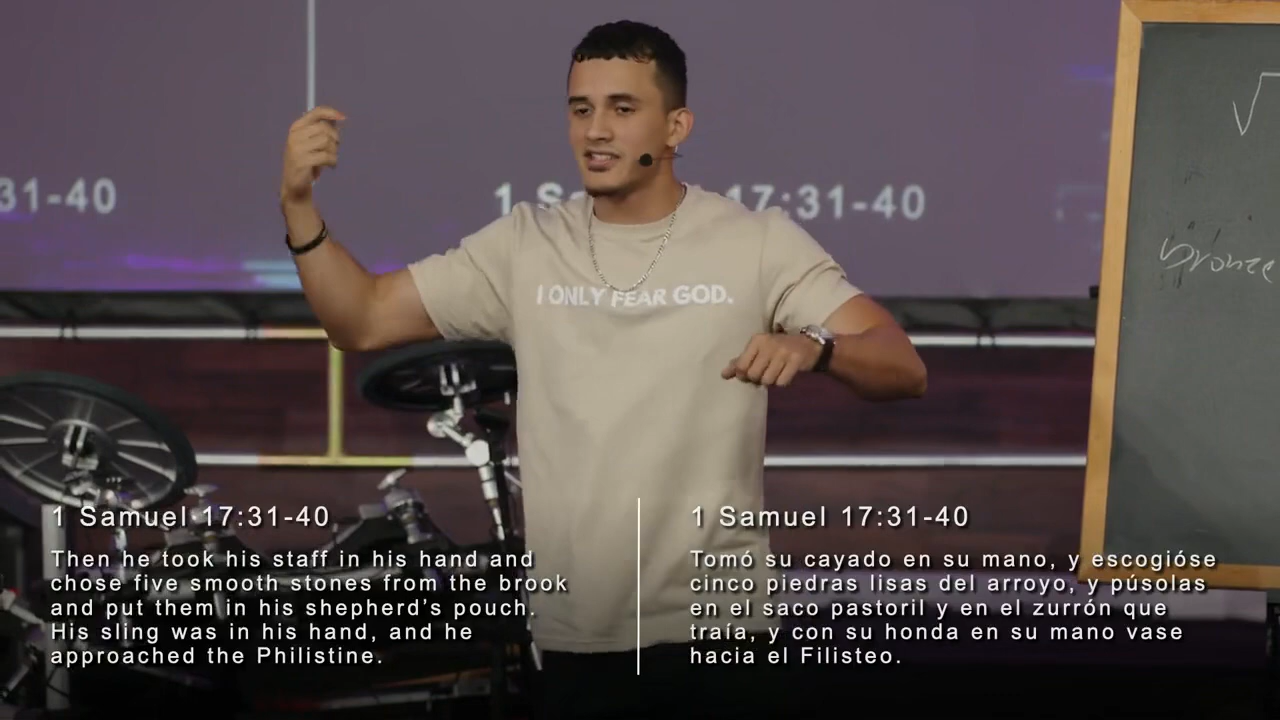 31-40
17:31-40
I ONLY FEAR GOD.
√
bronze
1 Samuel 17:31-40
Then he took his staff in his hand and
chose five smooth stones from the brook
and put them in his shepherd's pouch.
His sling was in his hand, and he
approached the Philistine.
1 Samuel 17:31-40
Tomó su cayado en su mano, y escogióse
cinco piedras lisas del arroyo, y púsolas
en el saco pastoril y en el zurrón que
traía, y con su honda en su mano vase
hacia el Filisteo.